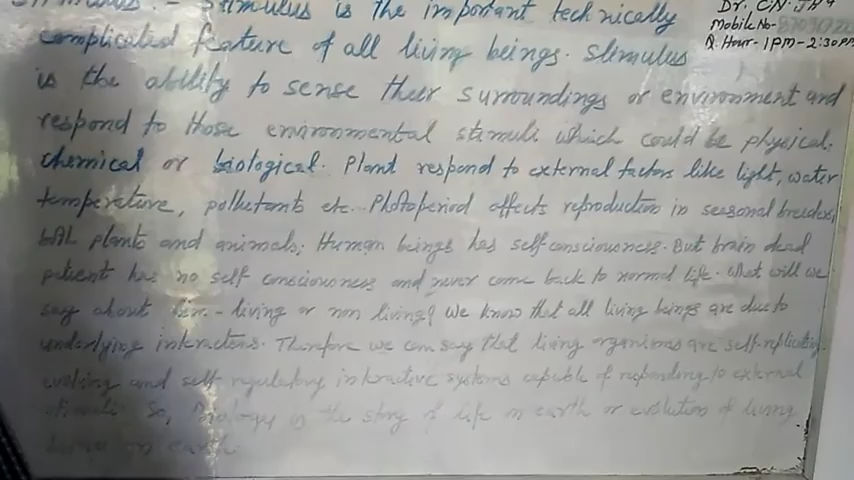 Stimulus :- Stimulus is the important technically
Dr. C.N. Jha
Mobile No-
Q. Hour-1PM-2:30PM
complicated feature of all living beings. Stimulus
is the ability to sense their surroundings or environment and
respond to those environmental stimuli which could be physical,
chemical or biological. Plant respond to external factors like light, water
temperature, pollutants etc. Photoperiod affects reproduction in seasonal breeders,
both plants and animals; Human beings has self-consciousness. But brain dead
patient has no self consciousness and never come back to normal life. What will we
say about him - living or non living? We know that all living beings are due to
underlying interactions. Therefore we can say that living organisms are self-replicating,
evolving and self regulatory interactive systems capable of responding to external
stimuli. So, Biology is the story of life on earth or evolution of living
on earth.